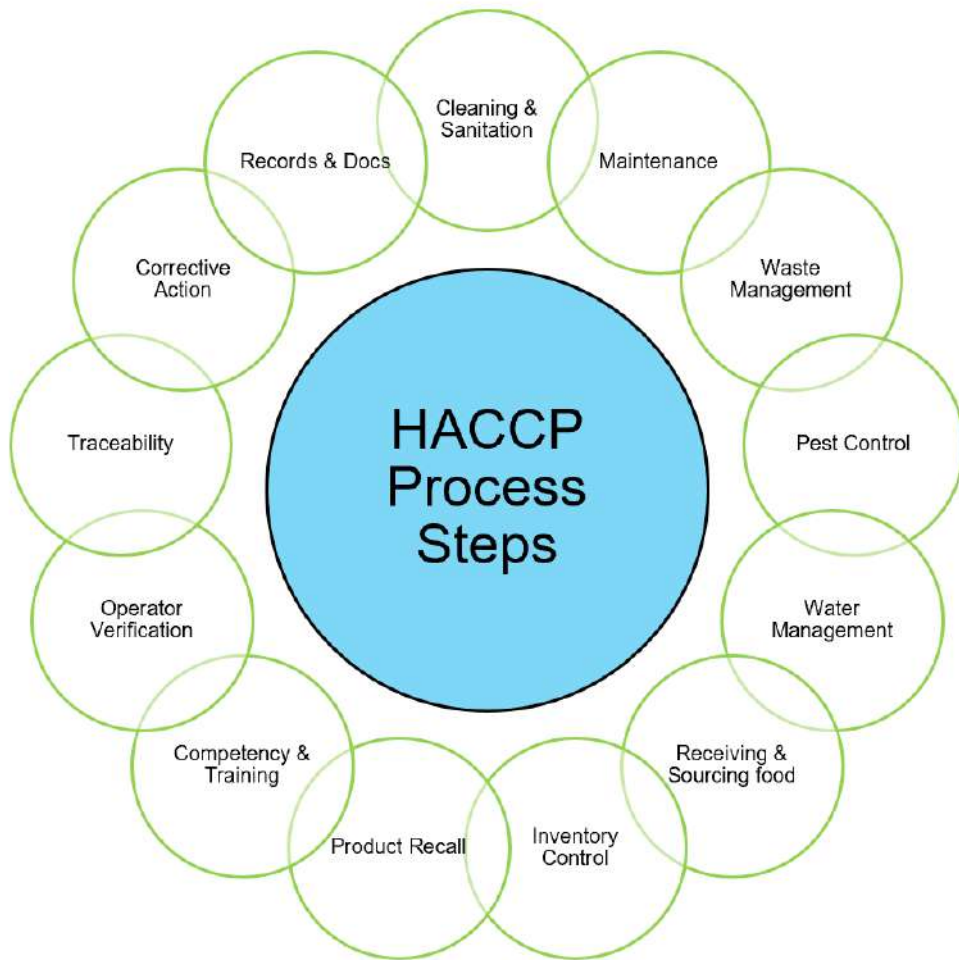 Cleaning &
Sanitation
Maintenance
Waste
Management
Pest Control
Water
Management
Receiving &
Sourcing food
Inventory
Control
Product Recall
Competency &
Training
Operator
Verification
Traceability
Corrective
Action
Records & Docs
HACCP
Process
Steps